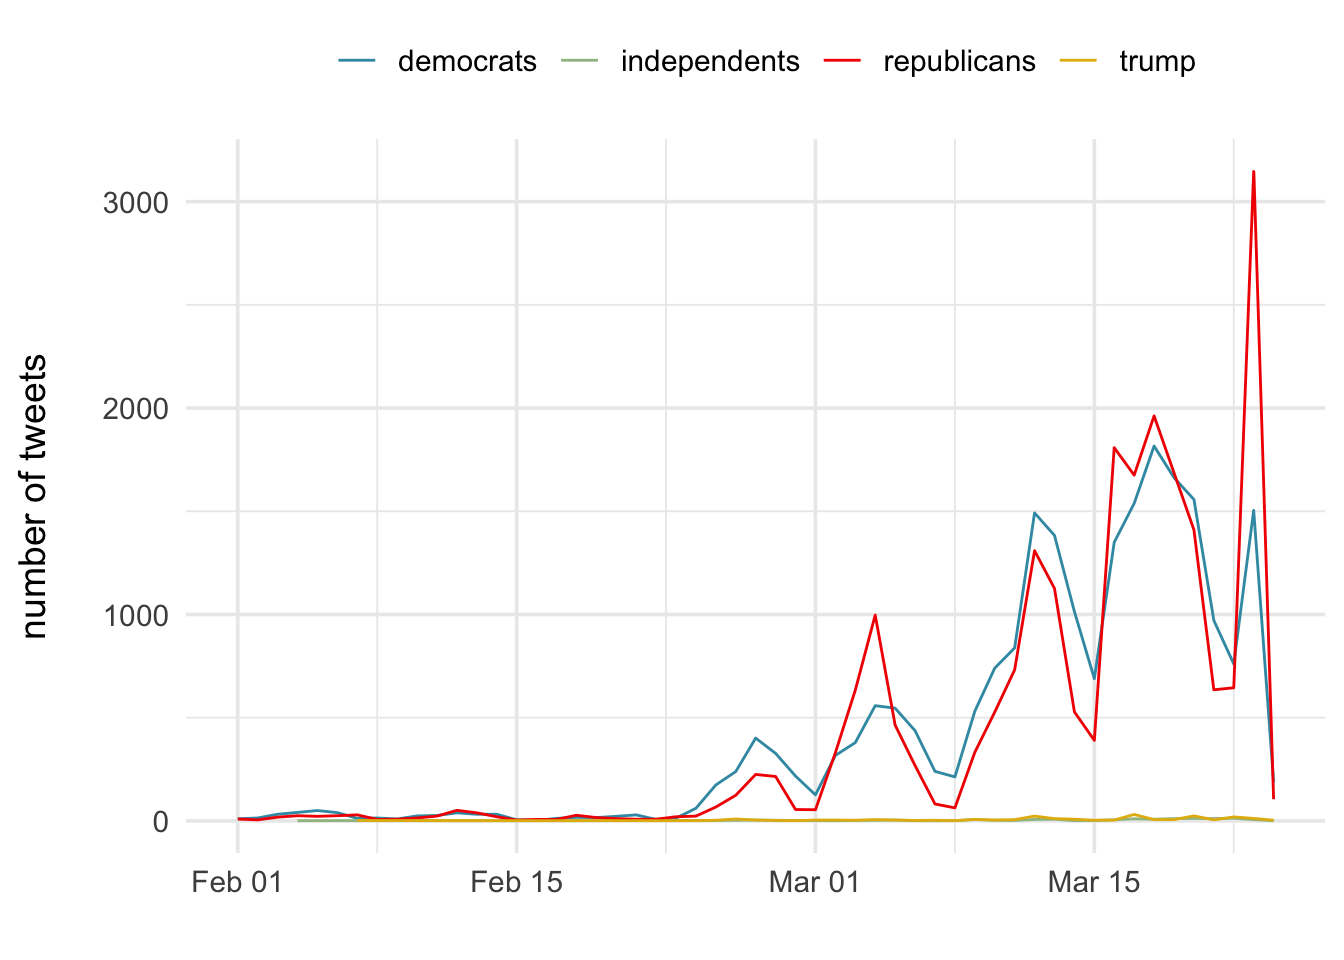 democrats independents republicans trump
3000
2000
1000
0
number of tweets
Feb 01 Feb 15 Mar 01 Mar 15